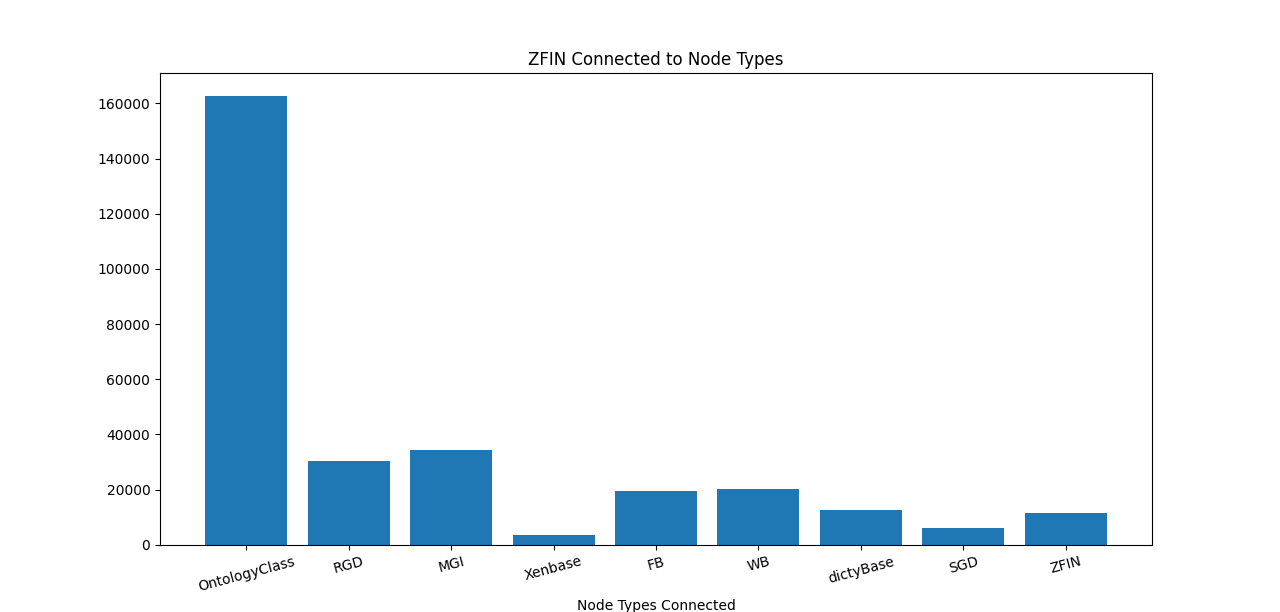 ZFIN Connected to Node Types
160000
140000
120000
100000
80000
60000
40000
20000
0
OntologyClass
RGD
MGI
Xenbase
FB
WB
dictyBase
SGD
ZFIN
Node Types Connected